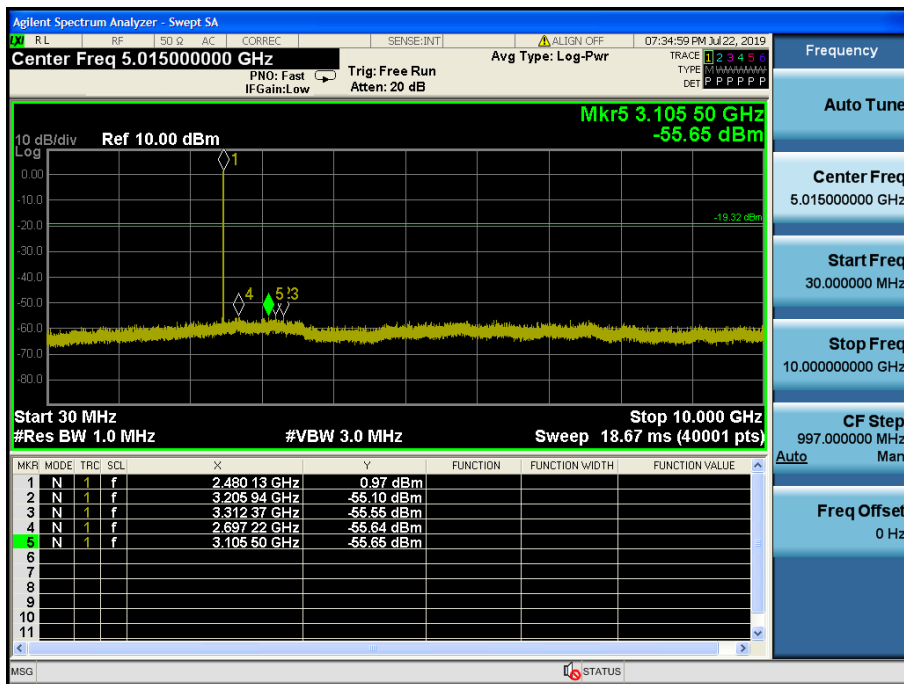 Agilent Spectrum Analyzer - Swept SA
LXI RL RF 50 Ω AC CORREC SENSE:INT ALIGN OFF 07:34:59 PM Jul 22, 2019
Center Freq 5.015000000 GHz
PNO: Fast
IFGain:Low
Trig: Free Run
Atten: 20 dB
Avg Type: Log-Pwr
TRACE 1 2 3 4 5 6
TYPE M
DET P P P P P P
Mkr5 3.105 50 GHz
-55.65 dBm
10 dB/div Ref 10.00 dBm
Log
0.00
-10.0
-20.0
-30.0
-40.0
-50.0
-60.0
-70.0
-80.0
1
-19.32 dBm
4 5 3
Start 30 MHz Stop 10.000 GHz
#Res BW 1.0 MHz #VBW 3.0 MHz Sweep 18.67 ms (40001 pts)
MKR MODE TRC SCL X Y FUNCTION FUNCTION WIDTH FUNCTION VALUE
1 N 1 f 2.480 13 GHz 0.97 dBm
2 N 1 f 3.205 94 GHz -55.10 dBm
3 N 1 f 3.312 37 GHz -55.55 dBm
4 N 1 f 2.697 22 GHz -55.64 dBm
5 N 1 f 3.105 50 GHz -55.65 dBm
6
7
8
9
10
11
MSG STATUS
Frequency
Auto Tune
Center Freq
5.015000000 GHz
Start Freq
30.000000 MHz
Stop Freq
10.000000000 GHz
CF Step
997.000000 MHz
Auto Man
Freq Offset
0 Hz